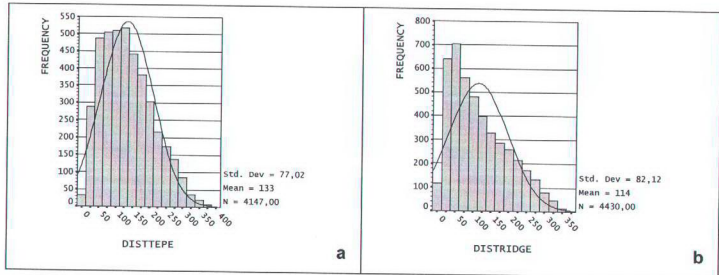 FREQUENCY
550
500
450
400
350
300
250
200
150
100
50
0
0 50 100 150 200 250 300 350 400
DISTTEPE
Std. Dev = 77,02
Mean = 133
N = 4147,00
a
FREQUENCY
800
700
600
500
400
300
200
100
0
0 50 100 150 200 250 300 350
DISTRIDGE
Std. Dev = 82,12
Mean = 114
N = 4430,00
b